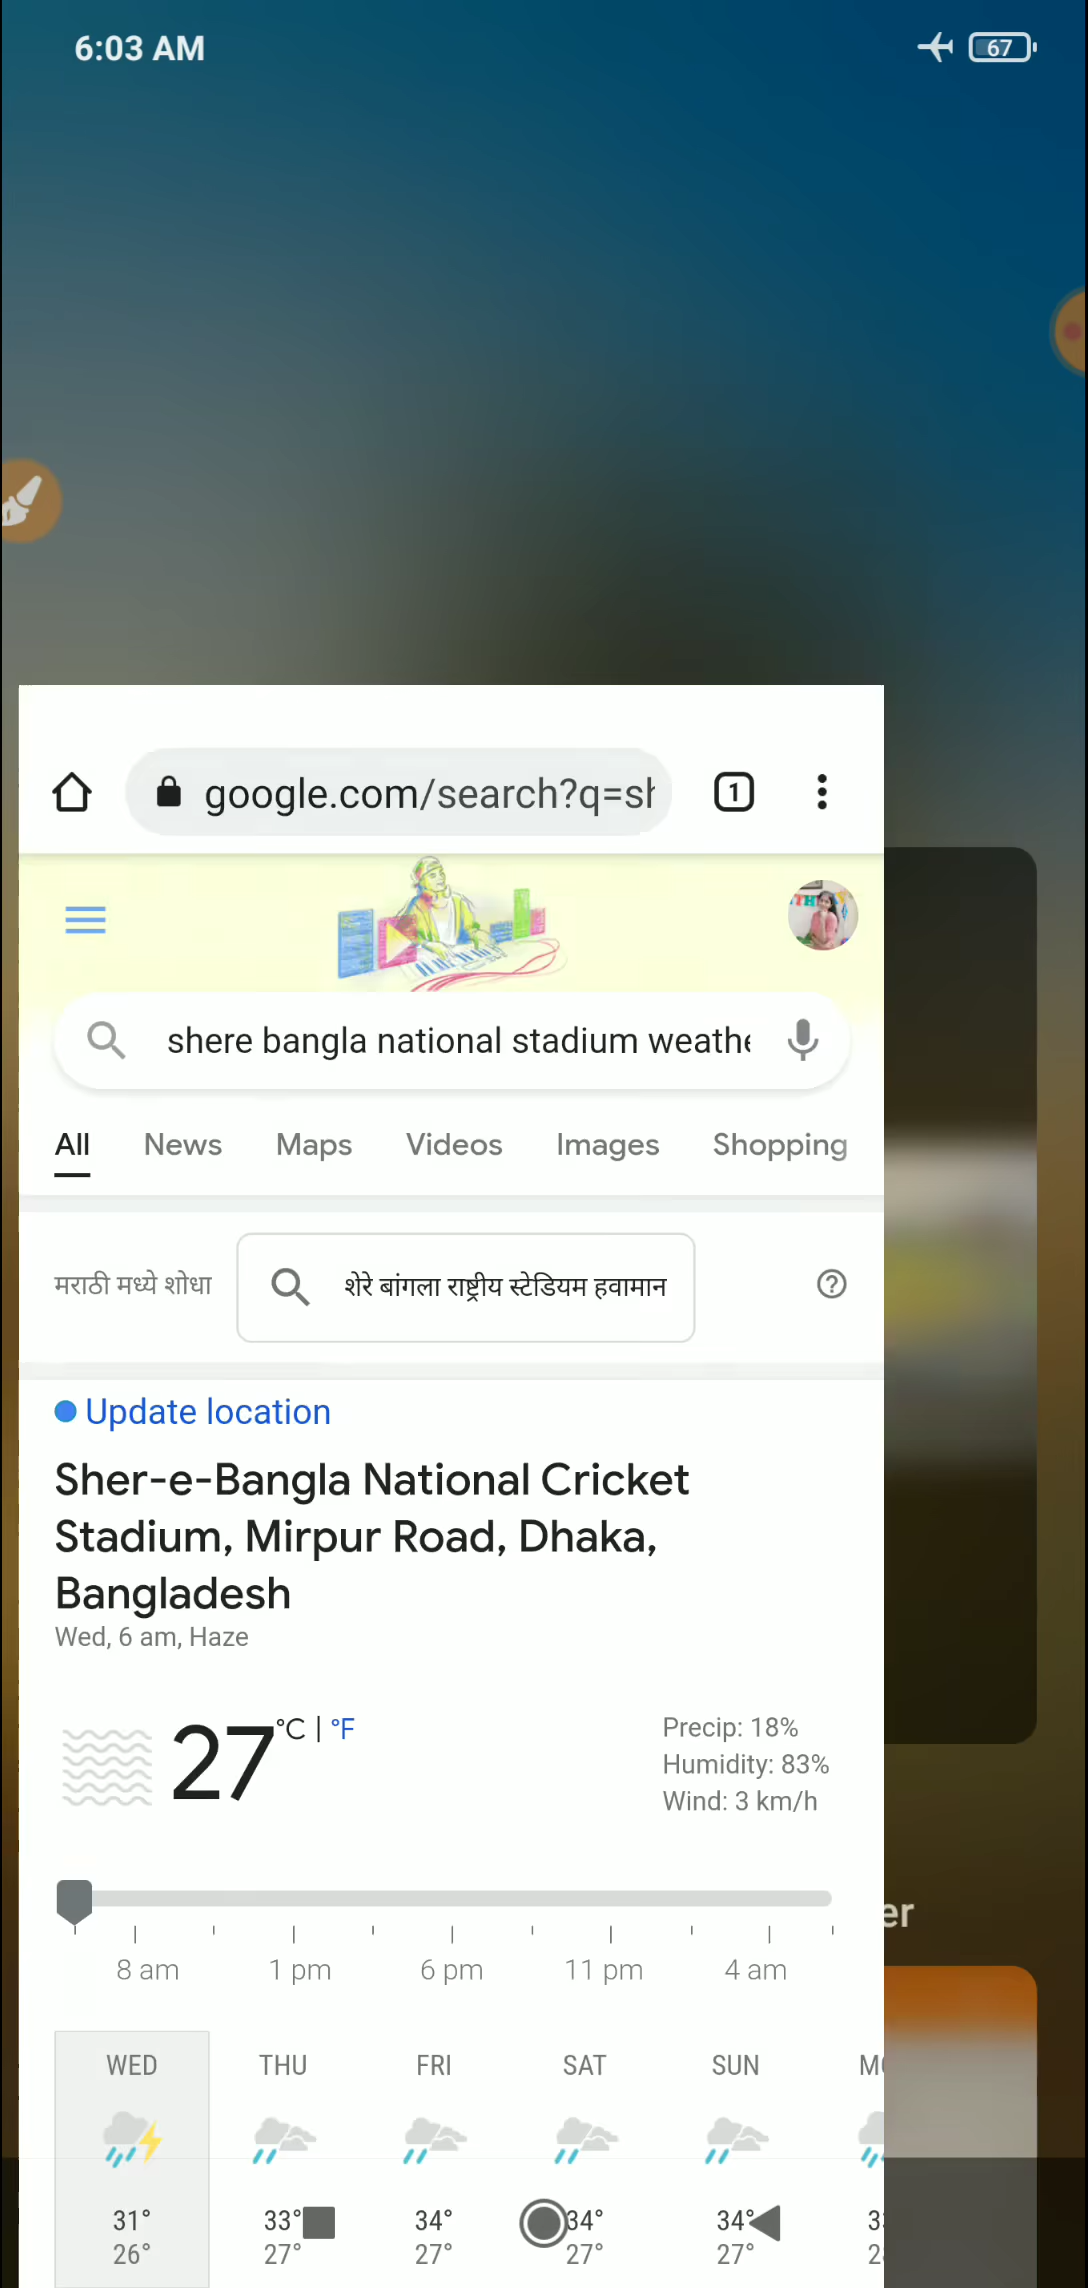 6:03 AM
67
google.com/search?q=sh
1
shere bangla national stadium weathe
All News Maps Videos Images Shopping
मराठी मध्ये शोधा
शेरे बांगला राष्ट्रीय स्टेडियम हवामान
Update location
Sher-e-Bangla National Cricket
Stadium, Mirpur Road, Dhaka,
Bangladesh
Wed, 6 am, Haze
27 °C | °F
Precip: 18%
Humidity: 83%
Wind: 3 km/h
er
8 am 1 pm 6 pm 11 pm 4 am
WED THU FRI SAT SUN
31° 33° 34° 34° 34°
26° 27° 27° 27° 27°